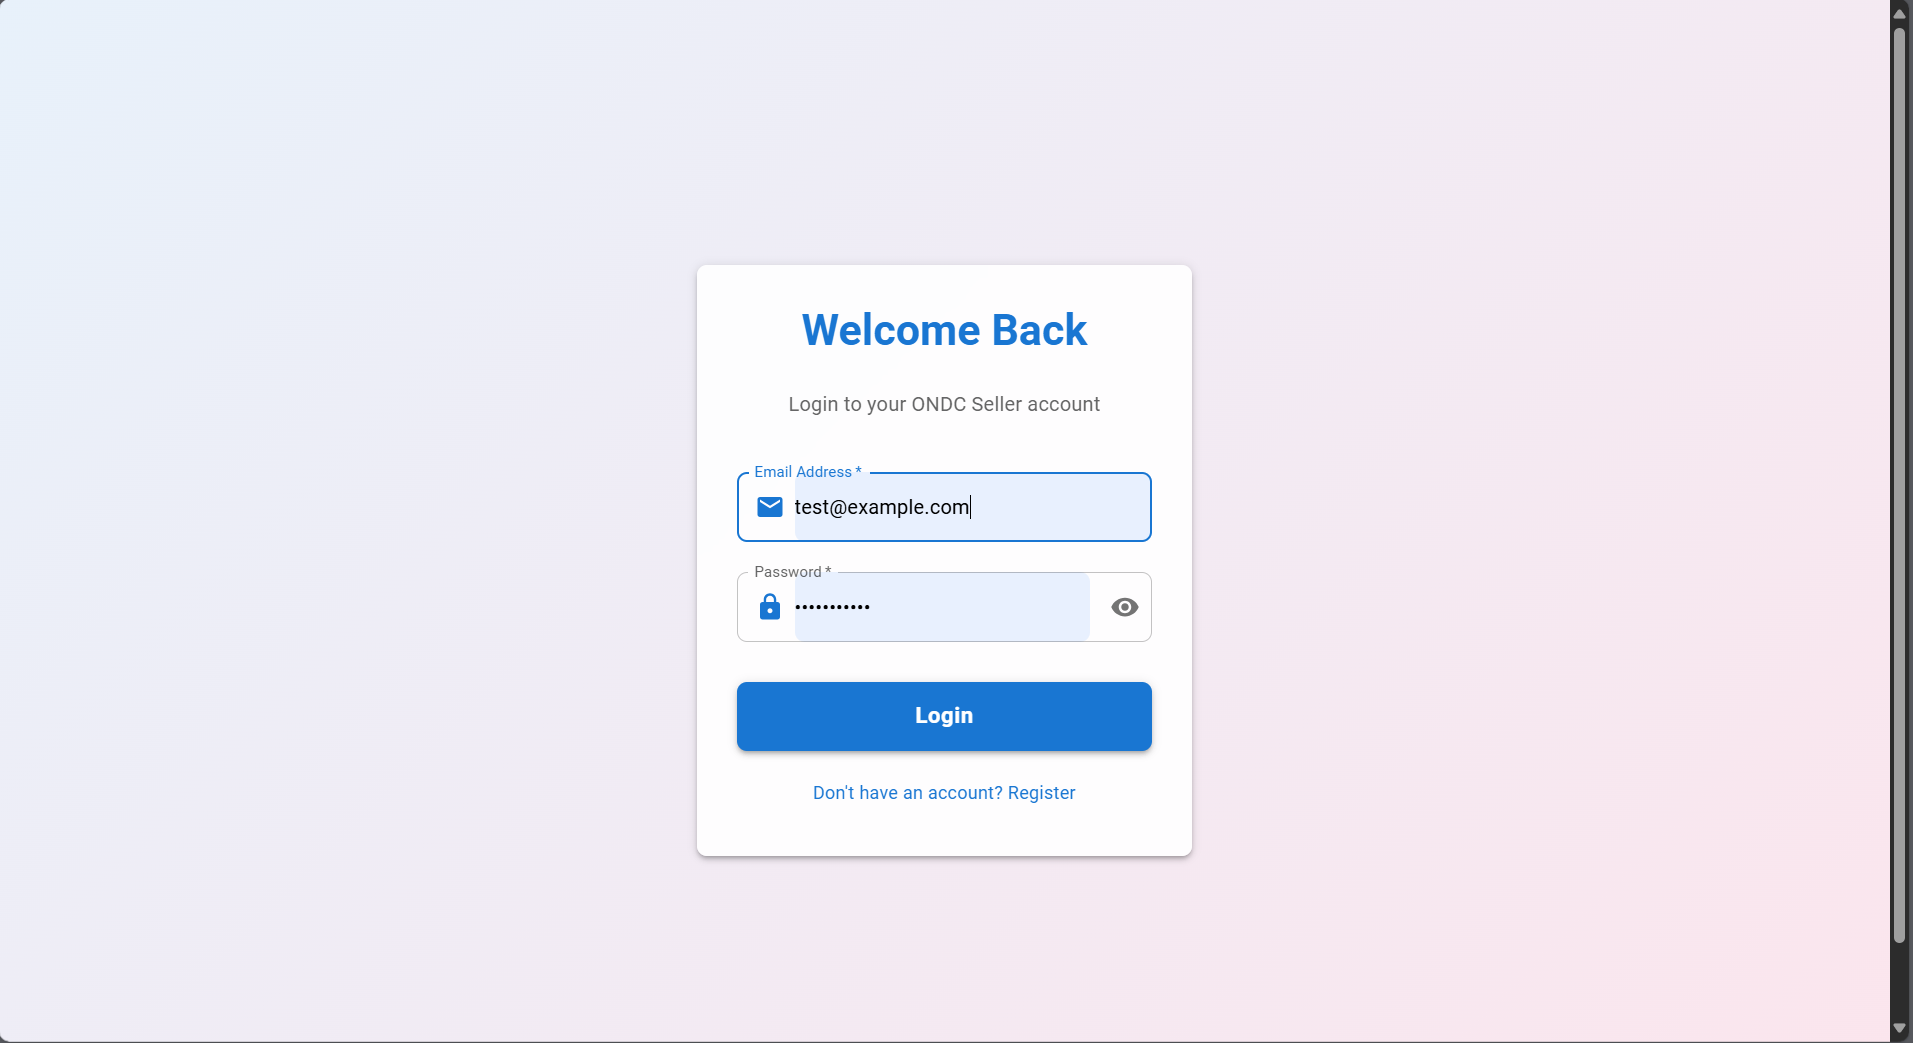 Welcome Back
Login to your ONDC Seller account
Email Address *
test@example.com
Password *
•••••••••••
Login
Don't have an account? Register